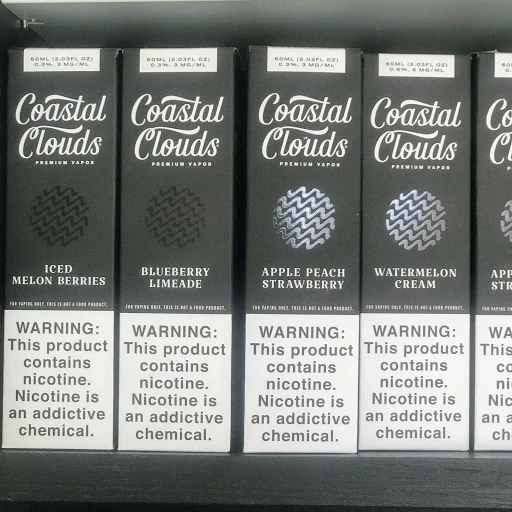 60ML (2.03FL OZ)
0.3%, 3 MG/ML
Coastal
Clouds
PREMIUM VAPOR
ICED
MELON BERRIES
FOR VAPING ONLY. THIS IS NOT A FOOD PRODUCT.
WARNING:
This product
contains
nicotine.
Nicotine is
an addictive
chemical.
60ML (2.03FL OZ)
0.3%, 3 MG/ML
Coastal
Clouds
PREMIUM VAPOR
BLUEBERRY
LIMEADE
FOR VAPING ONLY. THIS IS NOT A FOOD PRODUCT.
WARNING:
This product
contains
nicotine.
Nicotine is
an addictive
chemical.
60ML (2.03FL OZ)
0.3%, 3 MG/ML
Coastal
Clouds
PREMIUM VAPOR
APPLE PEACH
STRAWBERRY
FOR VAPING ONLY. THIS IS NOT A FOOD PRODUCT.
WARNING:
This product
contains
nicotine.
Nicotine is
an addictive
chemical.
60ML (2.03FL OZ)
0.6%, 6 MG/ML
Coastal
Clouds
PREMIUM VAPOR
WATERMELON
CREAM
FOR VAPING ONLY. THIS IS NOT A FOOD PRODUCT.
WARNING:
This product
contains
nicotine.
Nicotine is
an addictive
chemical.